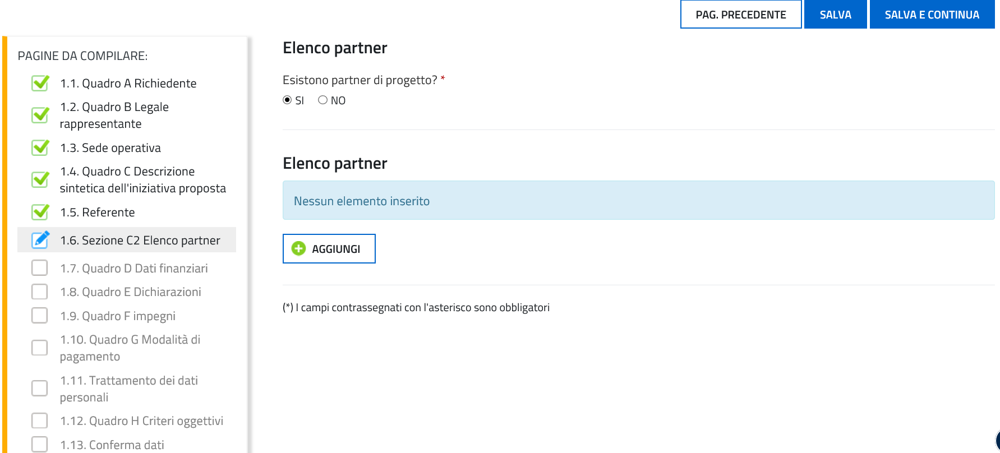 PAG. PRECEDENTE
SALVA
SALVA E CONTINUA
PAGINE DA COMPILARE:
1.1. Quadro A Richiedente
1.2. Quadro B Legale
rappresentante
1.3. Sede operativa
1.4. Quadro C Descrizione
sintetica dell'iniziativa proposta
1.5. Referente
1.6. Sezione C2 Elenco partner
1.7. Quadro D Dati finanziari
1.8. Quadro E Dichiarazioni
1.9. Quadro F impegni
1.10. Quadro G Modalità di
pagamento
1.11. Trattamento dei dati
personali
1.12. Quadro H Criteri oggettivi
1.13. Conferma dati
Elenco partner
Esistono partner di progetto? *
SI NO
Elenco partner
Nessun elemento inserito
AGGIUNGI
(*) I campi contrassegnati con l'asterisco sono obbligatori